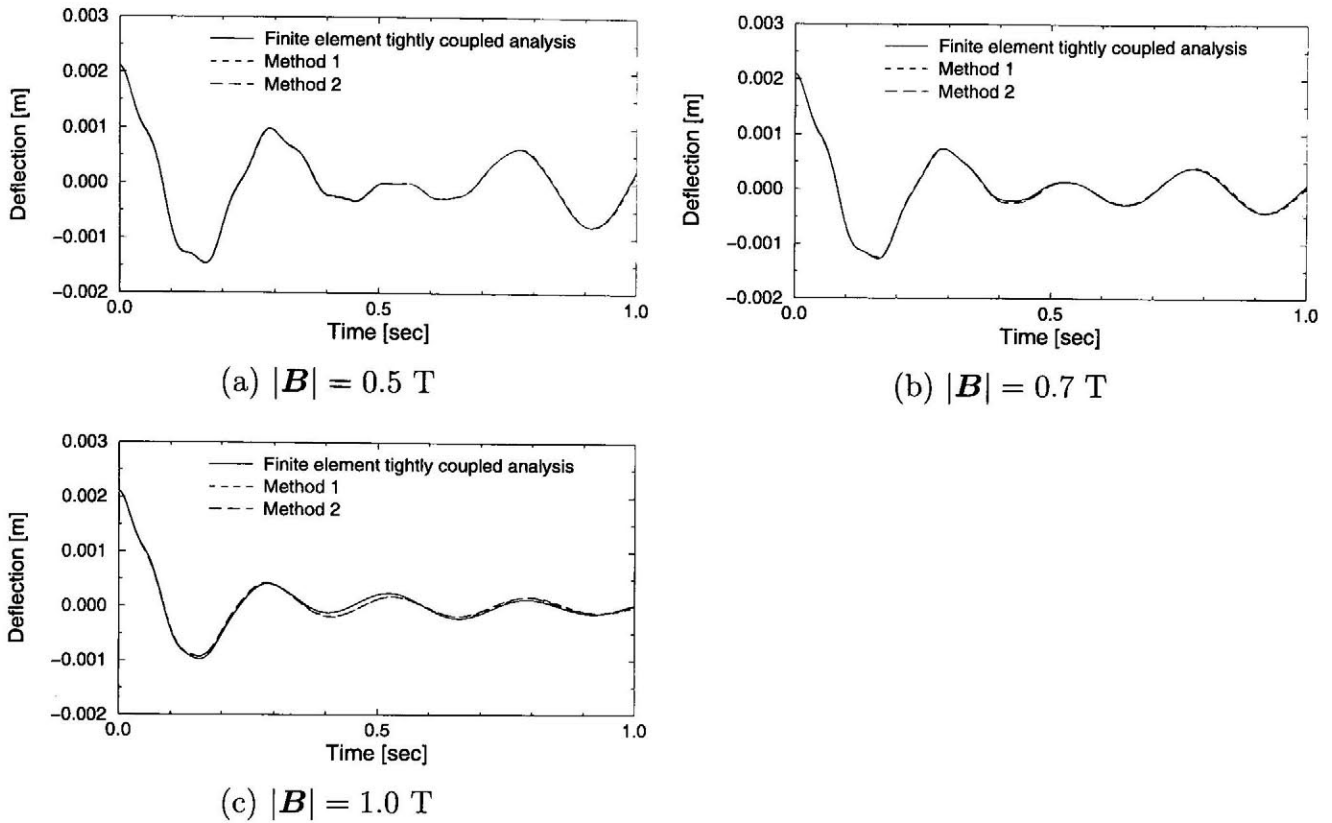 0.003
0.002
0.001
0.000
−0.001
−0.002
Deflection [m]
Finite element tightly coupled analysis
Method 1
Method 2
0.0
0.5
1.0
Time [sec]
(a) |B| = 0.5 T
0.003
0.002
0.001
0.000
−0.001
−0.002
Deflection [m]
Finite element tightly coupled analysis
Method 1
Method 2
0.0
0.5
1.0
Time [sec]
(b) |B| = 0.7 T
0.003
0.002
0.001
0.000
−0.001
−0.002
Deflection [m]
Finite element tightly coupled analysis
Method 1
Method 2
0.0
0.5
1.0
Time [sec]
(c) |B| = 1.0 T